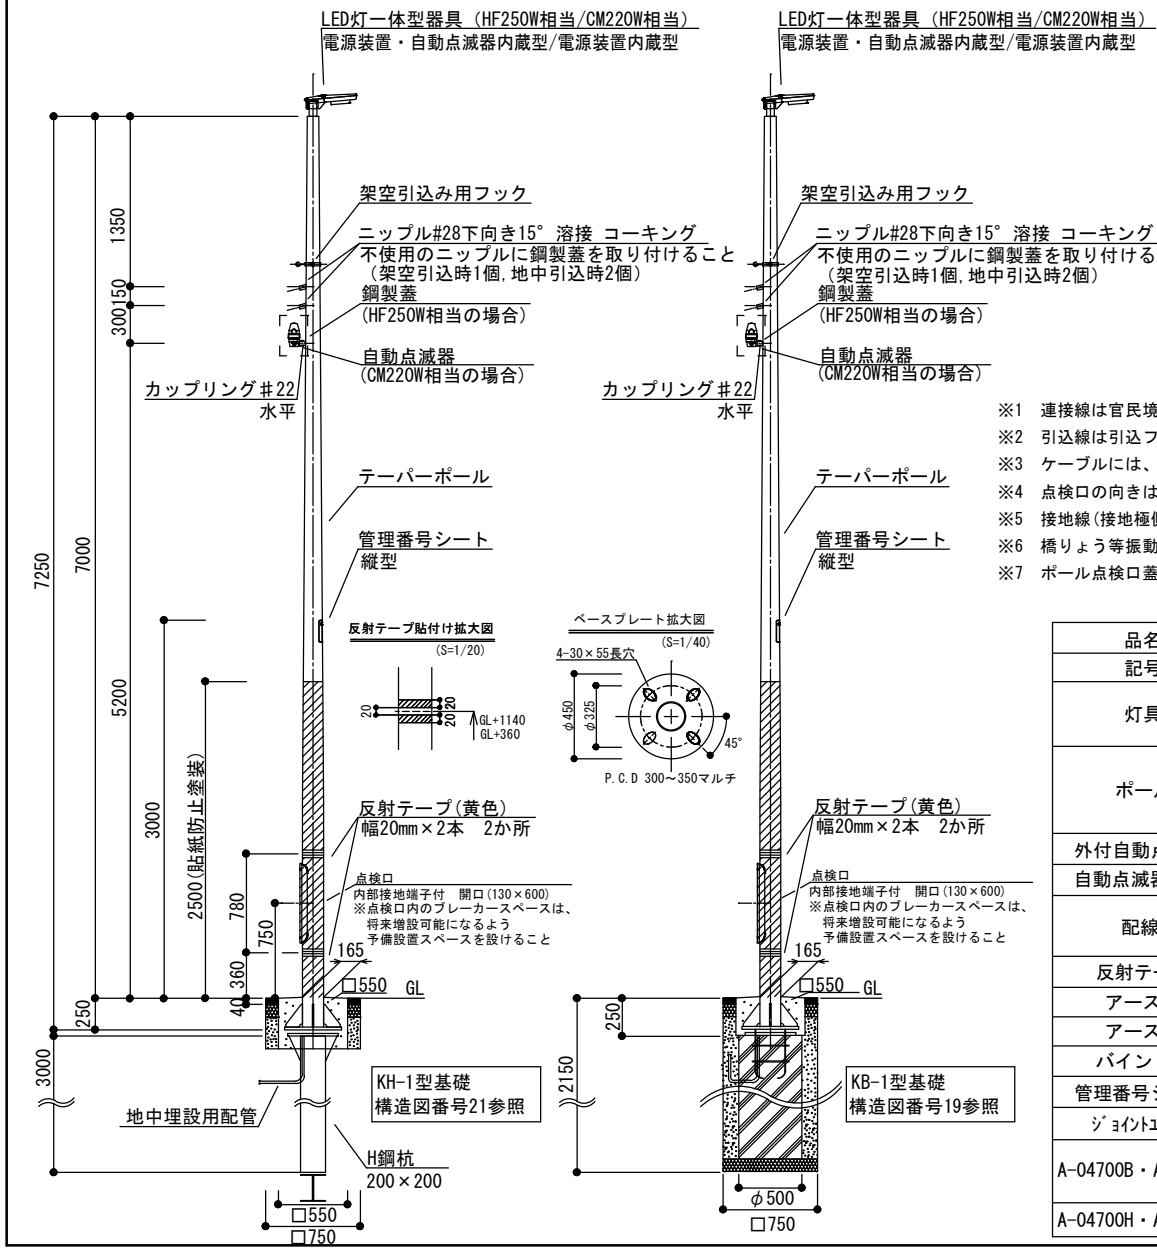 LED灯一体型器具（HF250W相当/CM220W相当）
電源装置・自動点滅器内蔵型/電源装置内蔵型
架空引込み用フック
ニップル#28下向き15° 溶接 コーキング
不使用のニップルに鋼製蓋を取り付けること
（架空引込時1個,地中引込時2個）
鋼製蓋
(HF250W相当の場合)
自動点滅器
(CM220W相当の場合)
カップリング♯22
水平
テーパーポール
管理番号シート
縦型
1350
150
300
7250
7000
5200
3000
2500(貼紙防止塗装)
780
750
360
40
250
3000
反射テープ貼付け拡大図
(S=1/20)
20
20
20
GL+1140
GL+360
反射テープ(黄色)
幅20mm×2本　2か所
点検口
内部接地端子付　開口(130×600)
※点検口内のブレーカースペースは、
将来増設可能になるよう
予備設置スペースを設けること
165
□550
GL
KH-1型基礎
構造図番号21参照
地中埋設用配管
H鋼杭
200×200
□550
□750
ベースプレート拡大図
(S=1/40)
4-30×55長穴
φ450
φ325
45°
P.C.D 300～350マルチ
LED灯一体型器具（HF250W相当/CM220W相当）
電源装置・自動点滅器内蔵型/電源装置内蔵型
架空引込み用フック
ニップル#28下向き15° 溶接 コーキング
不使用のニップルに鋼製蓋を取り付ける
（架空引込時1個,地中引込時2個）
鋼製蓋
(HF250W相当の場合)
自動点滅器
(CM220W相当の場合)
カップリング♯22
水平
テーパーポール
管理番号シート
縦型
反射テープ(黄色)
幅20mm×2本　2か所
点検口
内部接地端子付　開口(130×600)
※点検口内のブレーカースペースは、
将来増設可能になるよう
予備設置スペースを設けること
165
□550
GL
250
2150
KB-1型基礎
構造図番号19参照
φ500
□750
※1　連接線は官民境
※2　引込線は引込フ
※3　ケーブルには、
※4　点検口の向きは
※5　接地線(接地極
※6　橋りょう等振動
※7　ポール点検口蓋
品名
記号
灯具
ポール
外付自動点
自動点滅器
配線
反射テー
アース
アース
バイン
管理番号シ
ジョイントユ
A-04700B・A
A-04700H・A